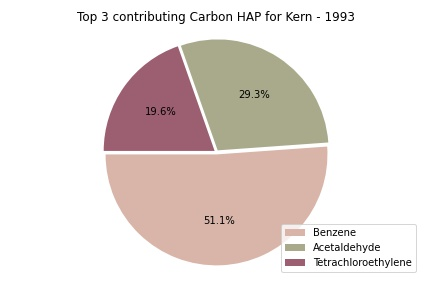 Top 3 contributing Carbon HAP for Kern - 1993
29.3%
19.6%
51.1%
Benzene
Acetaldehyde
Tetrachloroethylene